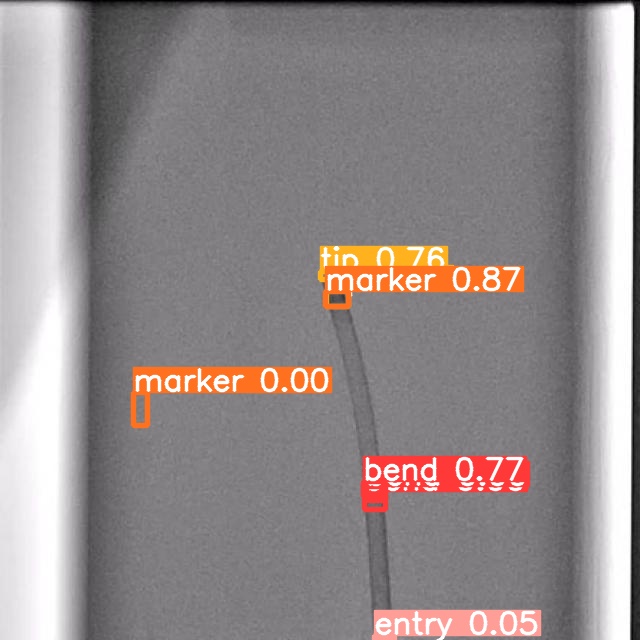 tip 0.76
marker 0.87
marker 0.00
bend 0.77
entry 0.05